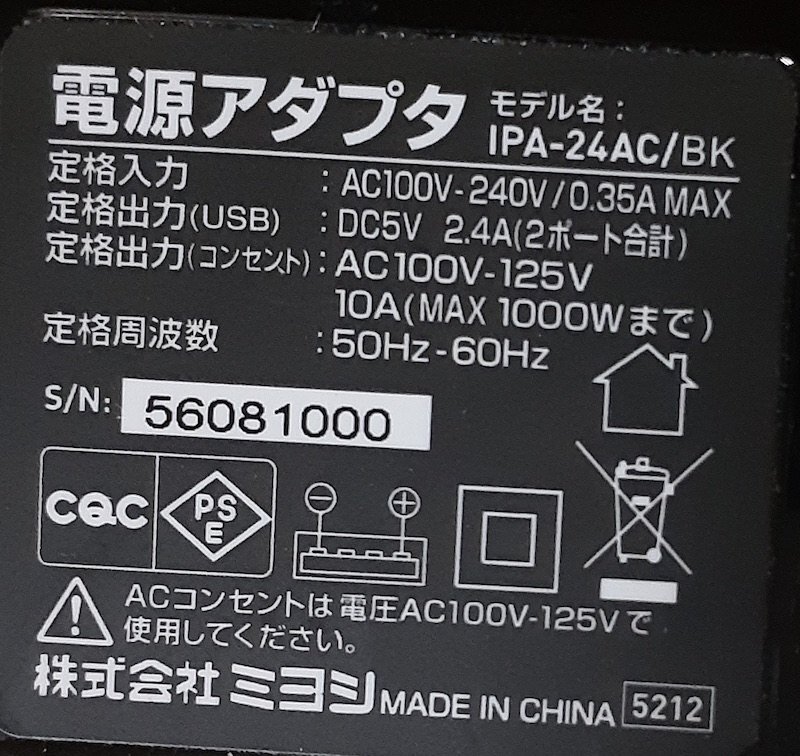 電源アダプタ モデル名：
IPA-24AC/BK
定格入力 ：AC100V-240V/0.35A MAX
定格出力(USB) ：DC5V 2.4A(2ポート合計)
定格出力(コンセント)：AC100V-125V
10A(MAX 1000Wまで)
定格周波数 ：50Hz-60Hz
S/N: 56081000
CQC PSE
- +
ACコンセントは電圧AC100V-125Vで
使用してください。
株式会社ミヨシ MADE IN CHINA 5212